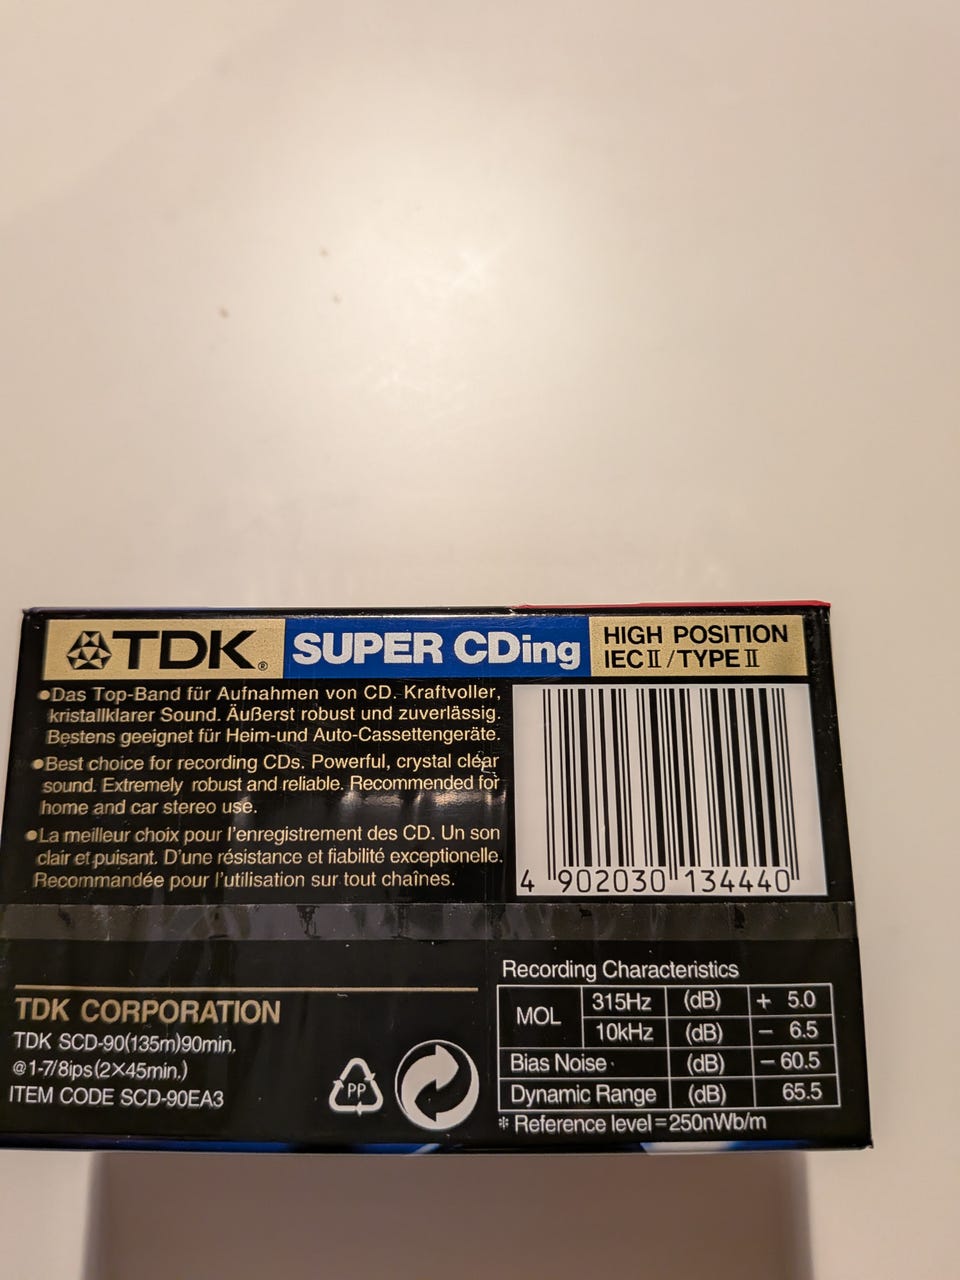 TDK®
SUPER CDing
HIGH POSITION
IEC II / TYPE II
●Das Top-Band für Aufnahmen von CD. Kraftvoller,
kristallklarer Sound. Äußerst robust und zuverlässig.
Bestens geeignet für Heim-und Auto-Cassettengeräte.
●Best choice for recording CDs. Powerful, crystal clear
sound. Extremely robust and reliable. Recommended for
home and car stereo use.
●La meilleur choix pour l'enregistrement des CD. Un son
clair et puisant. D'une résistance et fiabilité exceptionelle.
Recommandée pour l'utilisation sur tout chaînes.
4 902030 134440
TDK CORPORATION
TDK SCD-90(135m)90min.
@1-7/8ips(2×45min.)
ITEM CODE SCD-90EA3
PP
Recording Characteristics
MOL 315Hz (dB) + 5.0
10kHz (dB) − 6.5
Bias Noise (dB) − 60.5
Dynamic Range (dB) 65.5
* Reference level=250nWb/m